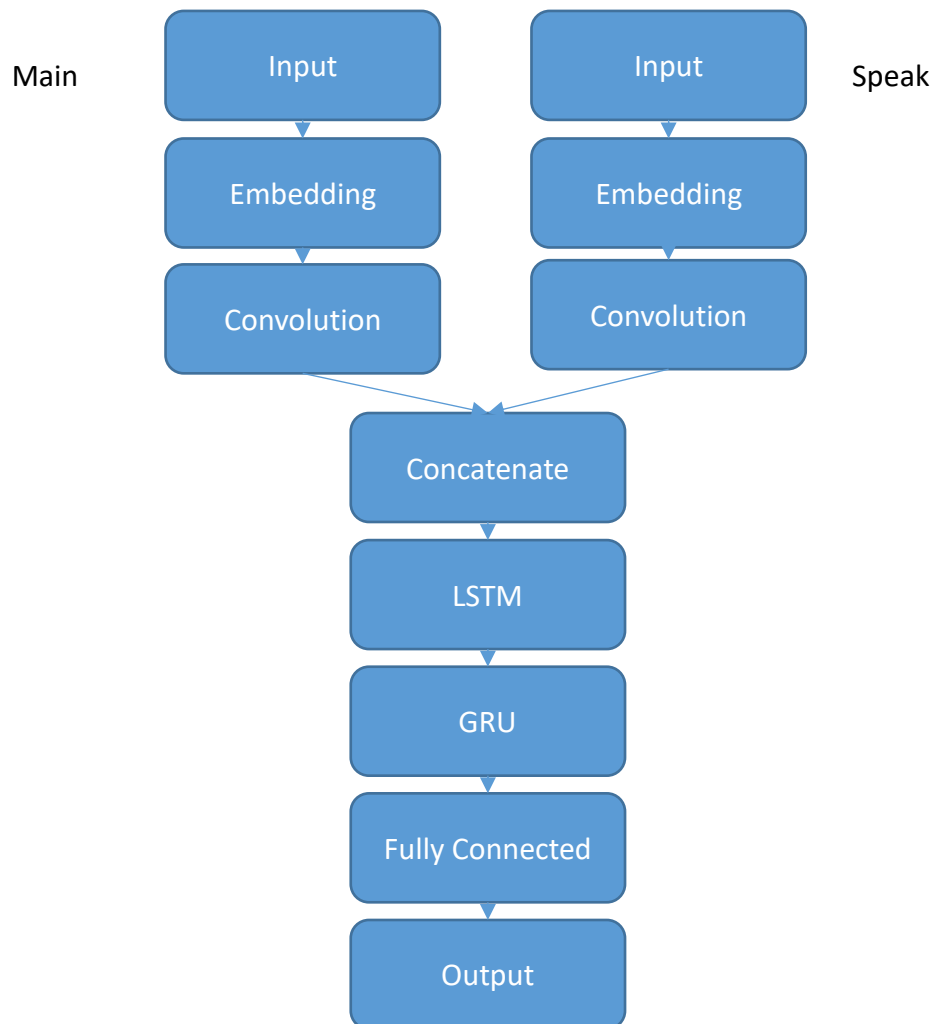 Main
Input
Input
Speak
Embedding
Embedding
Convolution
Convolution
Concatenate
LSTM
GRU
Fully Connected
Output